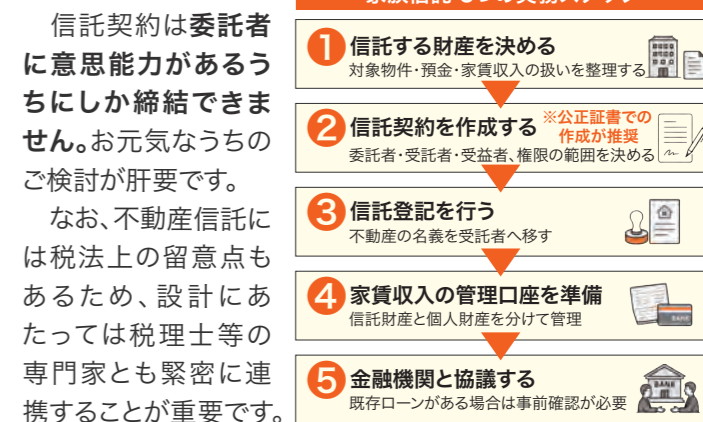 信託契約は委託者
に意思能力があるう
ちにしか締結できま
せん。お元気なうちの
ご検討が肝要です。
なお、不動産信託に
は税法上の留意点も
あるため、設計にあ
たっては税理士等の
専門家とも緊密に連
携することが重要です。
1 信託する財産を決める
対象物件・預金・家賃収入の扱いを整理する
2 信託契約を作成する ※公正証書での
作成が推奨
委託者・受託者・受益者、権限の範囲を決める
3 信託登記を行う
不動産の名義を受託者へ移す
4 家賃収入の管理口座を準備
信託財産と個人財産を分けて管理
BANK
5 金融機関と協議する
既存ローンがある場合は事前確認が必要
BANK